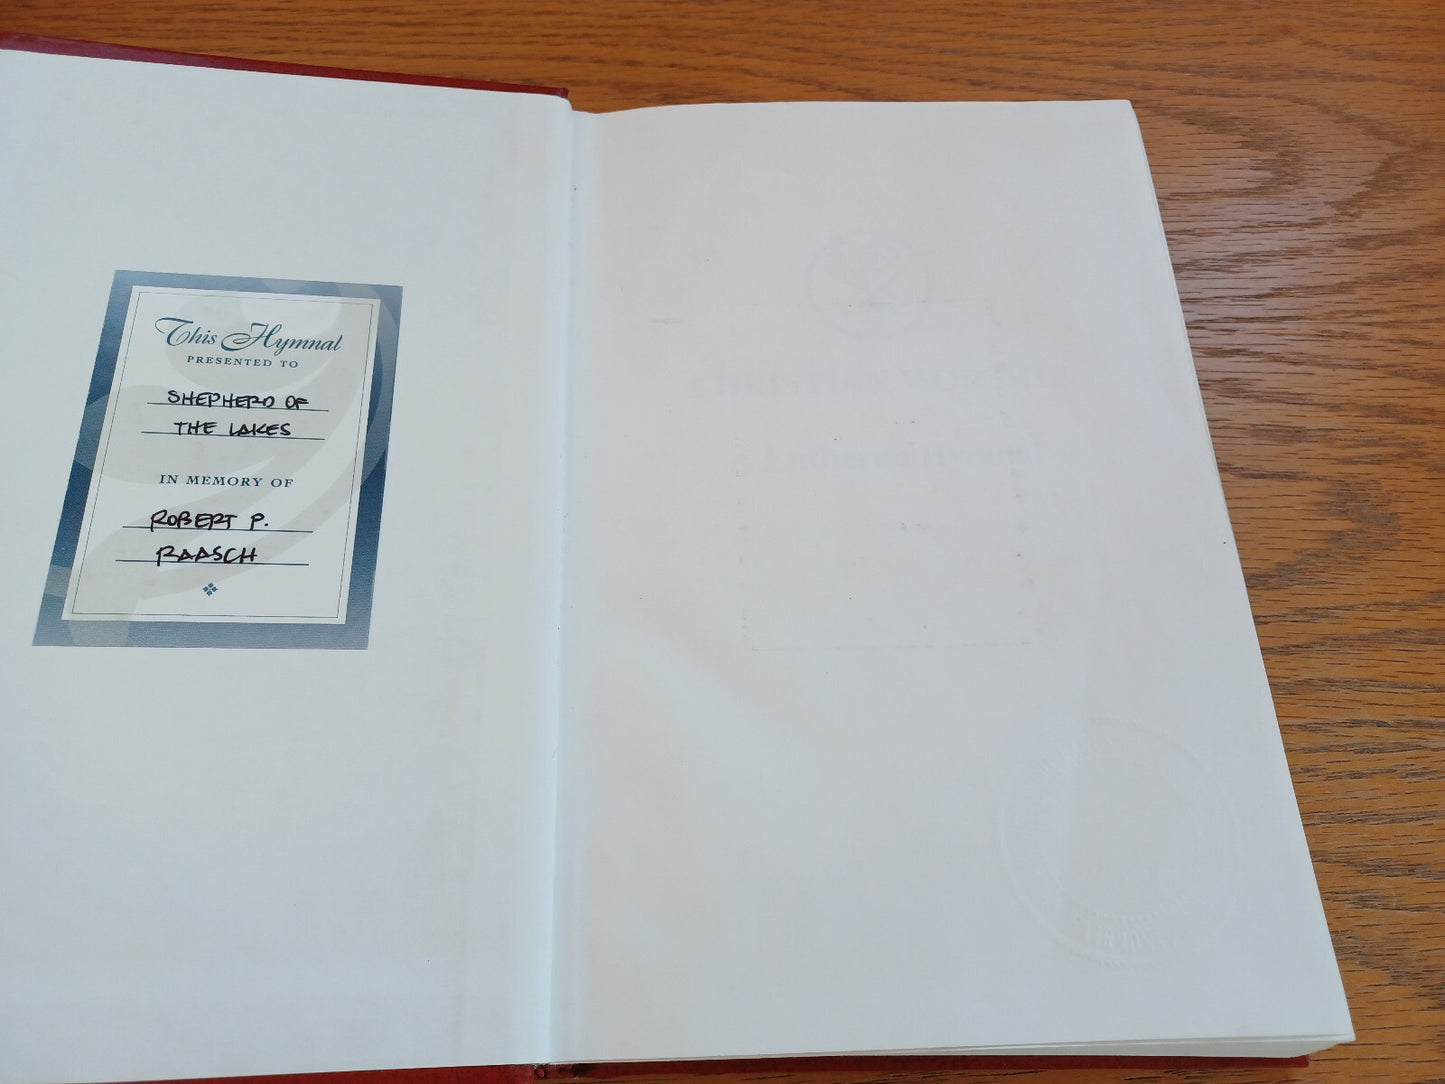 This Hymnal
PRESENTED TO
SHEPHERD OF
THE LAKES
IN MEMORY OF
ROBERT P.
RAASCH